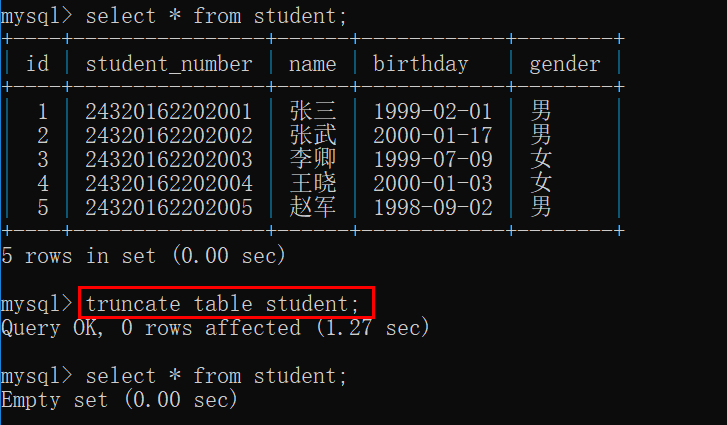 mysql> select * from student;
+----+----------------+------+------------+--------+
| id | student_number | name | birthday   | gender |
+----+----------------+------+------------+--------+
|  1 | 24320162202001 | 张三 | 1999-02-01 | 男     |
|  2 | 24320162202002 | 张武 | 2000-01-17 | 男     |
|  3 | 24320162202003 | 李卿 | 1999-07-09 | 女     |
|  4 | 24320162202004 | 王晓 | 2000-01-03 | 女     |
|  5 | 24320162202005 | 赵军 | 1998-09-02 | 男     |
+----+----------------+------+------------+--------+
5 rows in set (0.00 sec)
mysql> truncate table student;
Query OK, 0 rows affected (1.27 sec)
mysql> select * from student;
Empty set (0.00 sec)